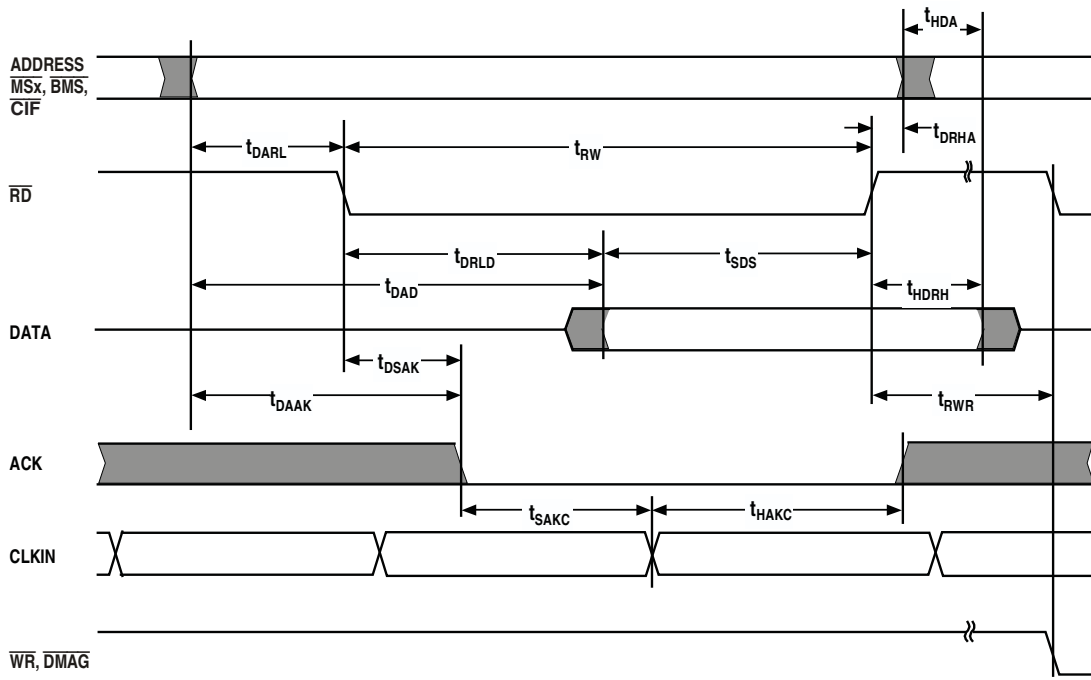 tHDA
ADDRESS
MSx, BMS,
CIF
tDARL
tRW
tDRHA
RD
tDRLD
tSDS
tDAD
tHDRH
DATA
tDSAK
tDAAK
tRWR
ACK
tSAKC
tHAKC
CLKIN
WR, DMAG